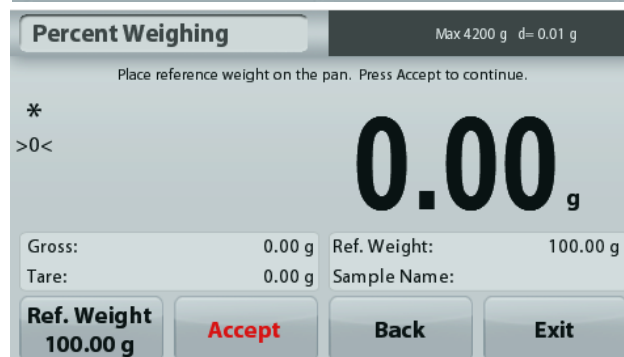 Percent Weighing
Max 4200 g d= 0.01 g
Place reference weight on the pan. Press Accept to continue.
*
>0<
0.00 g
Gross: 0.00 g
Ref. Weight: 100.00 g
Tare: 0.00 g
Sample Name:
Ref. Weight
100.00 g
Accept
Back
Exit